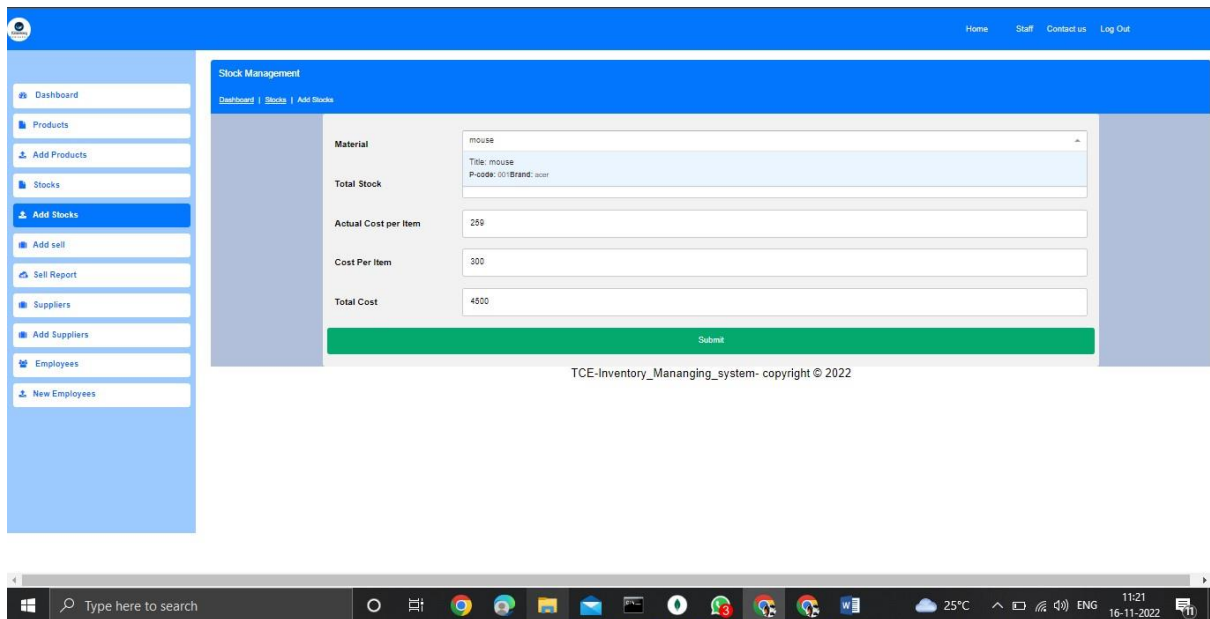 Home Staff Contact us Log Out
Stock Management
Dashboard | Stocks | Add Stocks
Dashboard
Products
Add Products
Stocks
Add Stocks
Add sell
Sell Report
Suppliers
Add Suppliers
Employees
New Employees
Material mouse
Title: mouse
P-code: 001Brand: acer
Total Stock
Actual Cost per Item 259
Cost Per Item 300
Total Cost 4500
Submit
TCE-Inventory_Mananging_system- copyright © 2022
Type here to search
3
W
25°C
ENG
11:21
16-11-2022
11